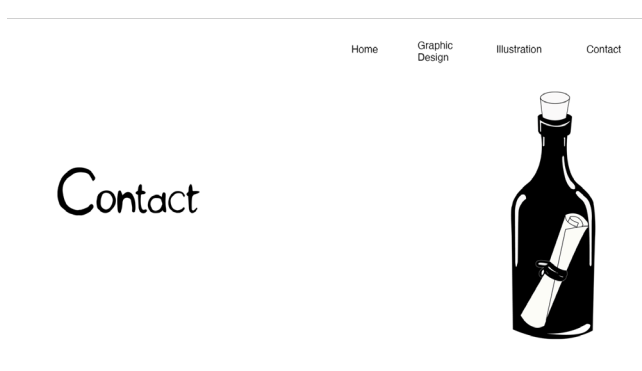 Home
Graphic
Design
Illustration
Contact
Contact